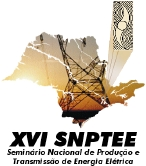 XVI SNPTEE
Seminário Nacional de Produção e
Transmissão de Energia Elétrica